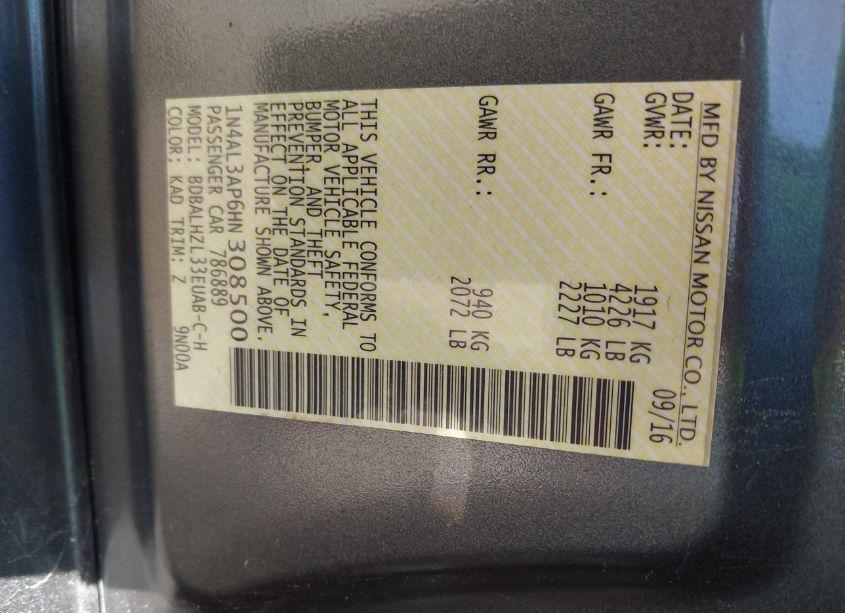 MFD BY NISSAN MOTOR CO., LTD.
DATE: 09/16
GVWR: 1917 KG
4226 LB
GAWR FR.: 1010 KG
2227 LB
GAWR RR.: 940 KG
2072 LB
THIS VEHICLE CONFORMS TO
ALL APPLICABLE FEDERAL
MOTOR VEHICLE SAFETY,
BUMPER, AND THEFT
PREVENTION STANDARDS IN
EFFECT ON THE DATE OF
MANUFACTURE SHOWN ABOVE.
1N4AL3AP6HN308500
PASSENGER CAR 786889
MODEL: BDBALHZL33EUAB-C-H
COLOR: KAD TRIM: Z 9N00A